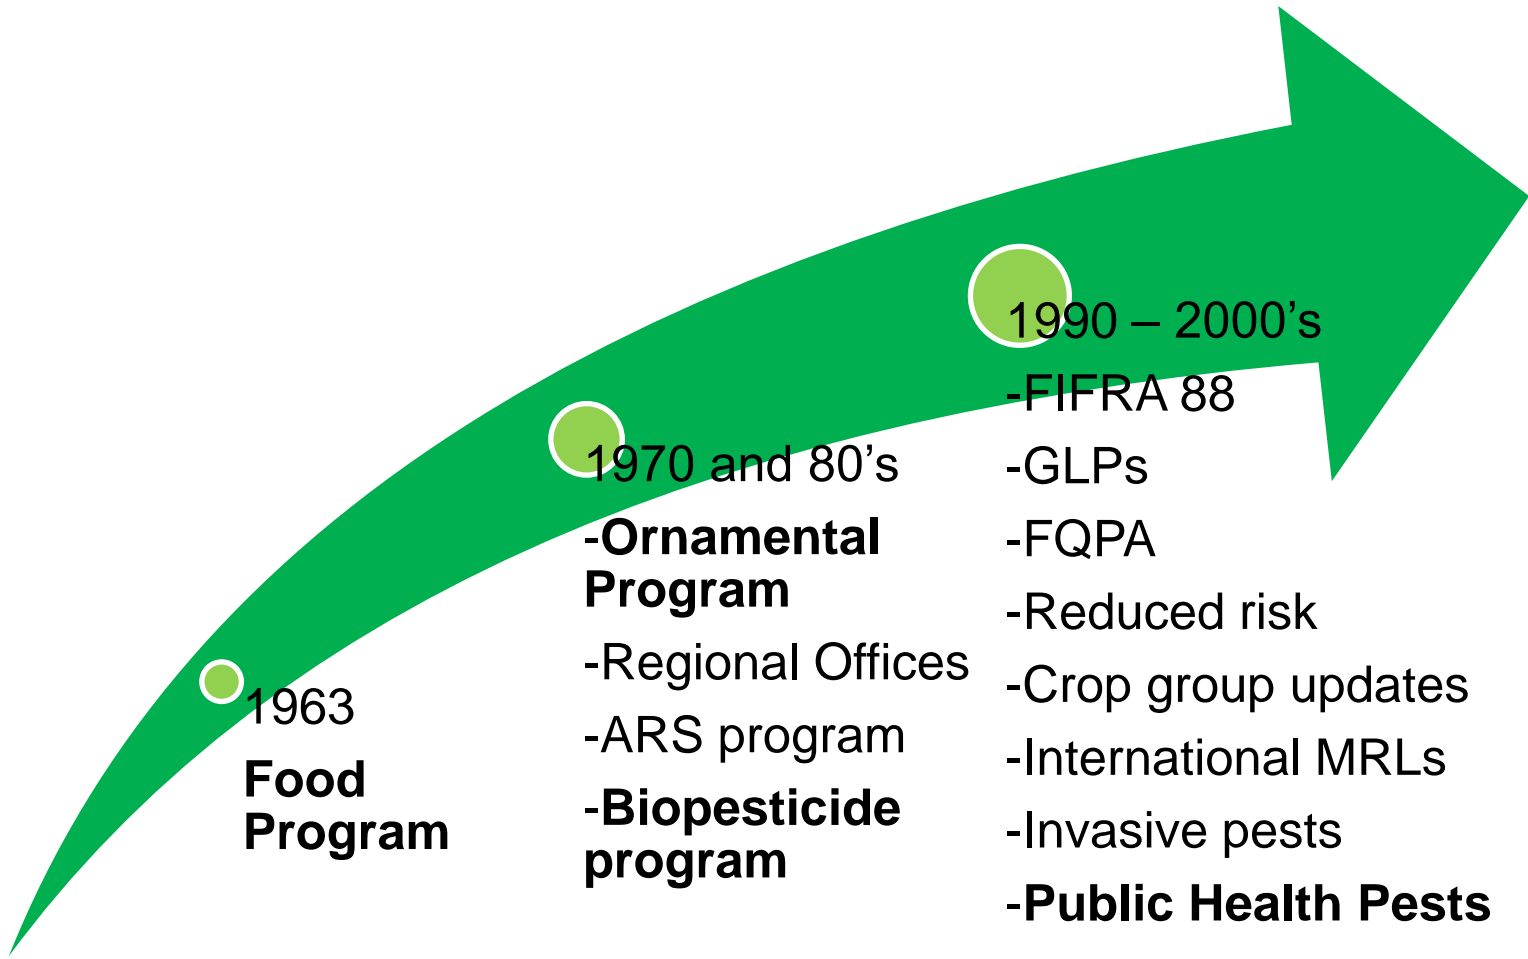 1963
Food
Program
1970 and 80’s
-Ornamental
Program
-Regional Offices
-ARS program
-Biopesticide
program
1990 – 2000’s
-FIFRA 88
-GLPs
-FQPA
-Reduced risk
-Crop group updates
-International MRLs
-Invasive pests
-Public Health Pests